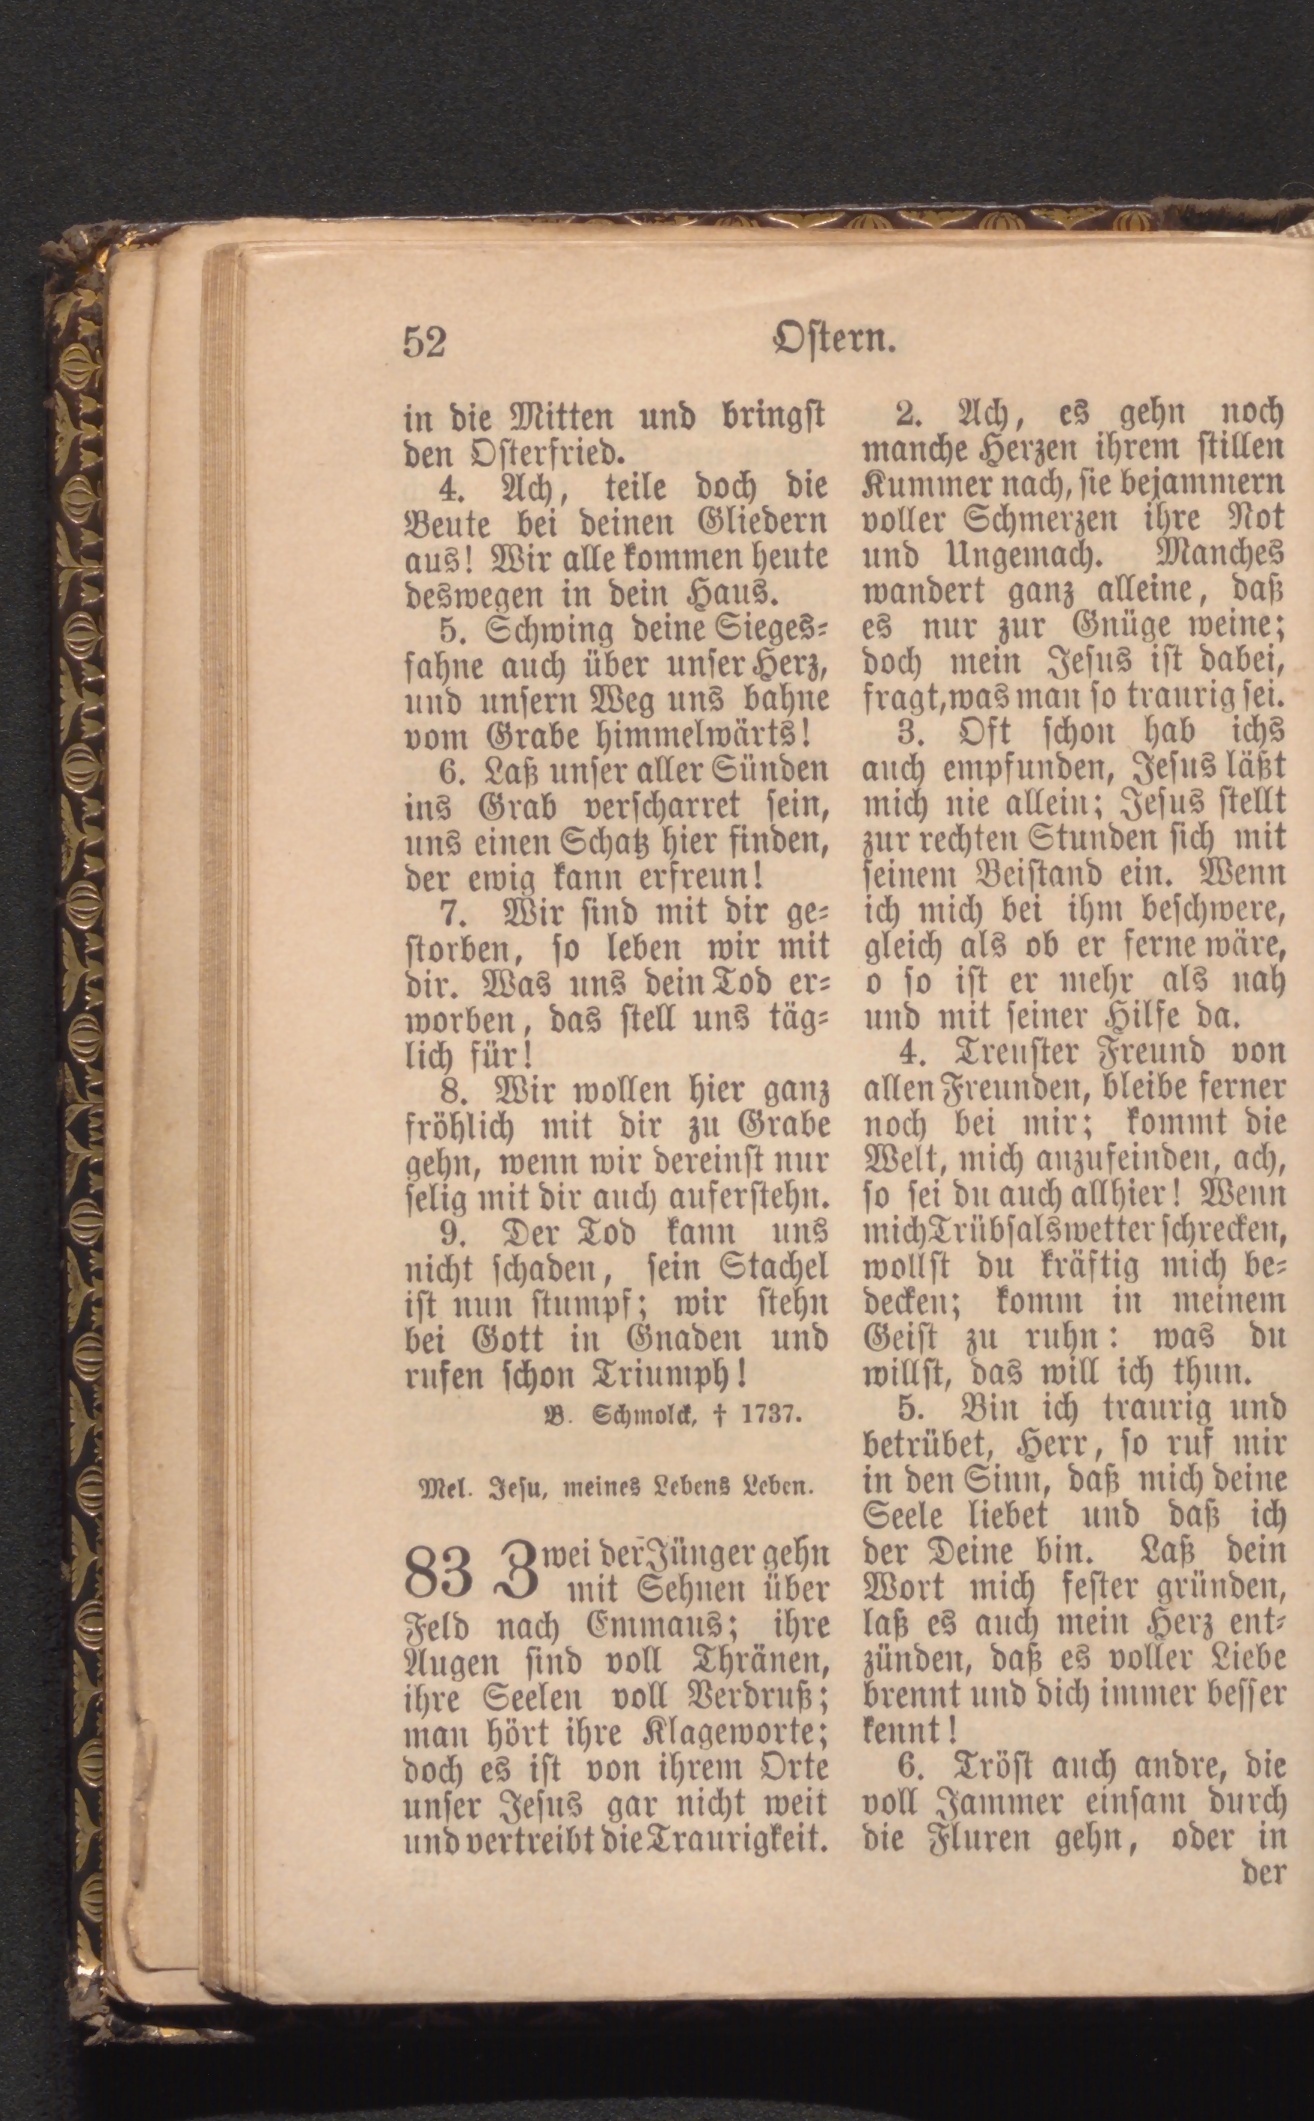 52
Ostern.
in die Mitten und bringst
den Osterfried.
4. Ach, teile doch die
Beute bei deinen Gliedern
aus! Wir alle kommen heute
deswegen in dein Haus.
5. Schwing deine Sieges-
fahne auch über unser Herz,
und unsern Weg uns bahne
vom Grabe himmelwärts!
6. Laß unser aller Sünden
ins Grab verscharret sein,
uns einen Schatz hier finden,
der ewig kann erfreun!
7. Wir sind mit dir ge-
storben, so leben wir mit
dir. Was uns dein Tod er-
worben, das stell uns täg-
lich für!
8. Wir wollen hier ganz
fröhlich mit dir zu Grabe
gehn, wenn wir dereinst nur
selig mit dir auch auferstehn.
9. Der Tod kann uns
nicht schaden, sein Stachel
ist nun stumpf; wir stehn
bei Gott in Gnaden und
rufen schon Triumph!
B. Schmolck, † 1737.
Mel. Jesu, meines Lebens Leben.
83 Zwei der Jünger gehn
mit Sehnen über
Feld nach Emmaus; ihre
Augen sind voll Thränen,
ihre Seelen voll Verdruß;
man hört ihre Klageworte;
doch es ist von ihrem Orte
unser Jesus gar nicht weit
und vertreibt die Traurigkeit.
2. Ach, es gehn noch
manche Herzen ihrem stillen
Kummer nach, sie bejammern
voller Schmerzen ihre Not
und Ungemach. Manches
wandert ganz alleine, daß
es nur zur Gnüge weine;
doch mein Jesus ist dabei,
fragt, was man so traurig sei.
3. Oft schon hab ichs
auch empfunden, Jesus läßt
mich nie allein; Jesus stellt
zur rechten Stunden sich mit
seinem Beistand ein. Wenn
ich mich bei ihm beschwere,
gleich als ob er ferne wäre,
o so ist er mehr als nah
und mit seiner Hilfe da.
4. Treuster Freund von
allen Freunden, bleibe ferner
noch bei mir; kommt die
Welt, mich anzufeinden, ach,
so sei du auch allhier! Wenn
mich Trübsalswetter schrecken,
wollst du kräftig mich be-
decken; komm in meinem
Geist zu ruhn: was du
willst, das will ich thun.
5. Bin ich traurig und
betrübet, Herr, so ruf mir
in den Sinn, daß mich deine
Seele liebet und daß ich
der Deine bin. Laß dein
Wort mich fester gründen,
laß es auch mein Herz ent-
zünden, daß es voller Liebe
brennt und dich immer besser
kennt!
6. Tröst auch andre, die
voll Jammer einsam durch
die Fluren gehn, oder in
der